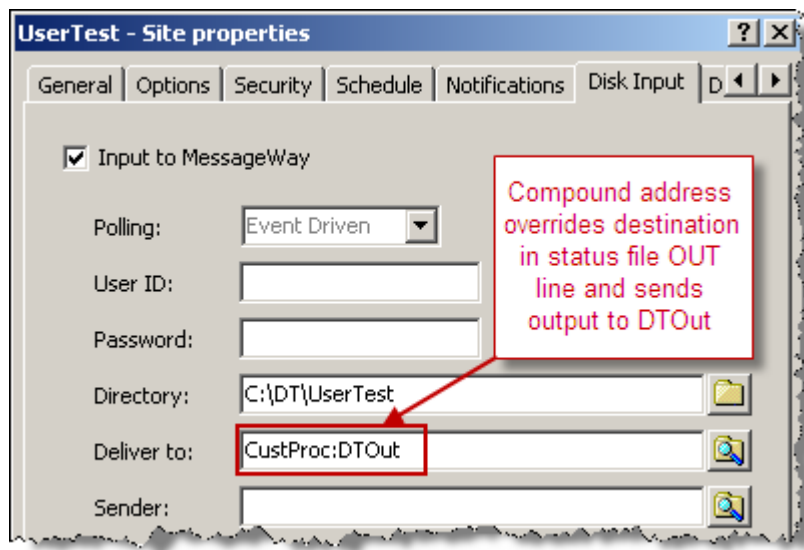 UserTest - Site properties
General Options Security Schedule Notifications Disk Input D
Input to MessageWay
Compound address
overrides destination
in status file OUT
line and sends
output to DTOut
Polling: Event Driven
User ID:
Password:
Directory: C:\DT\UserTest
Deliver to: CustProc:DTOut
Sender: